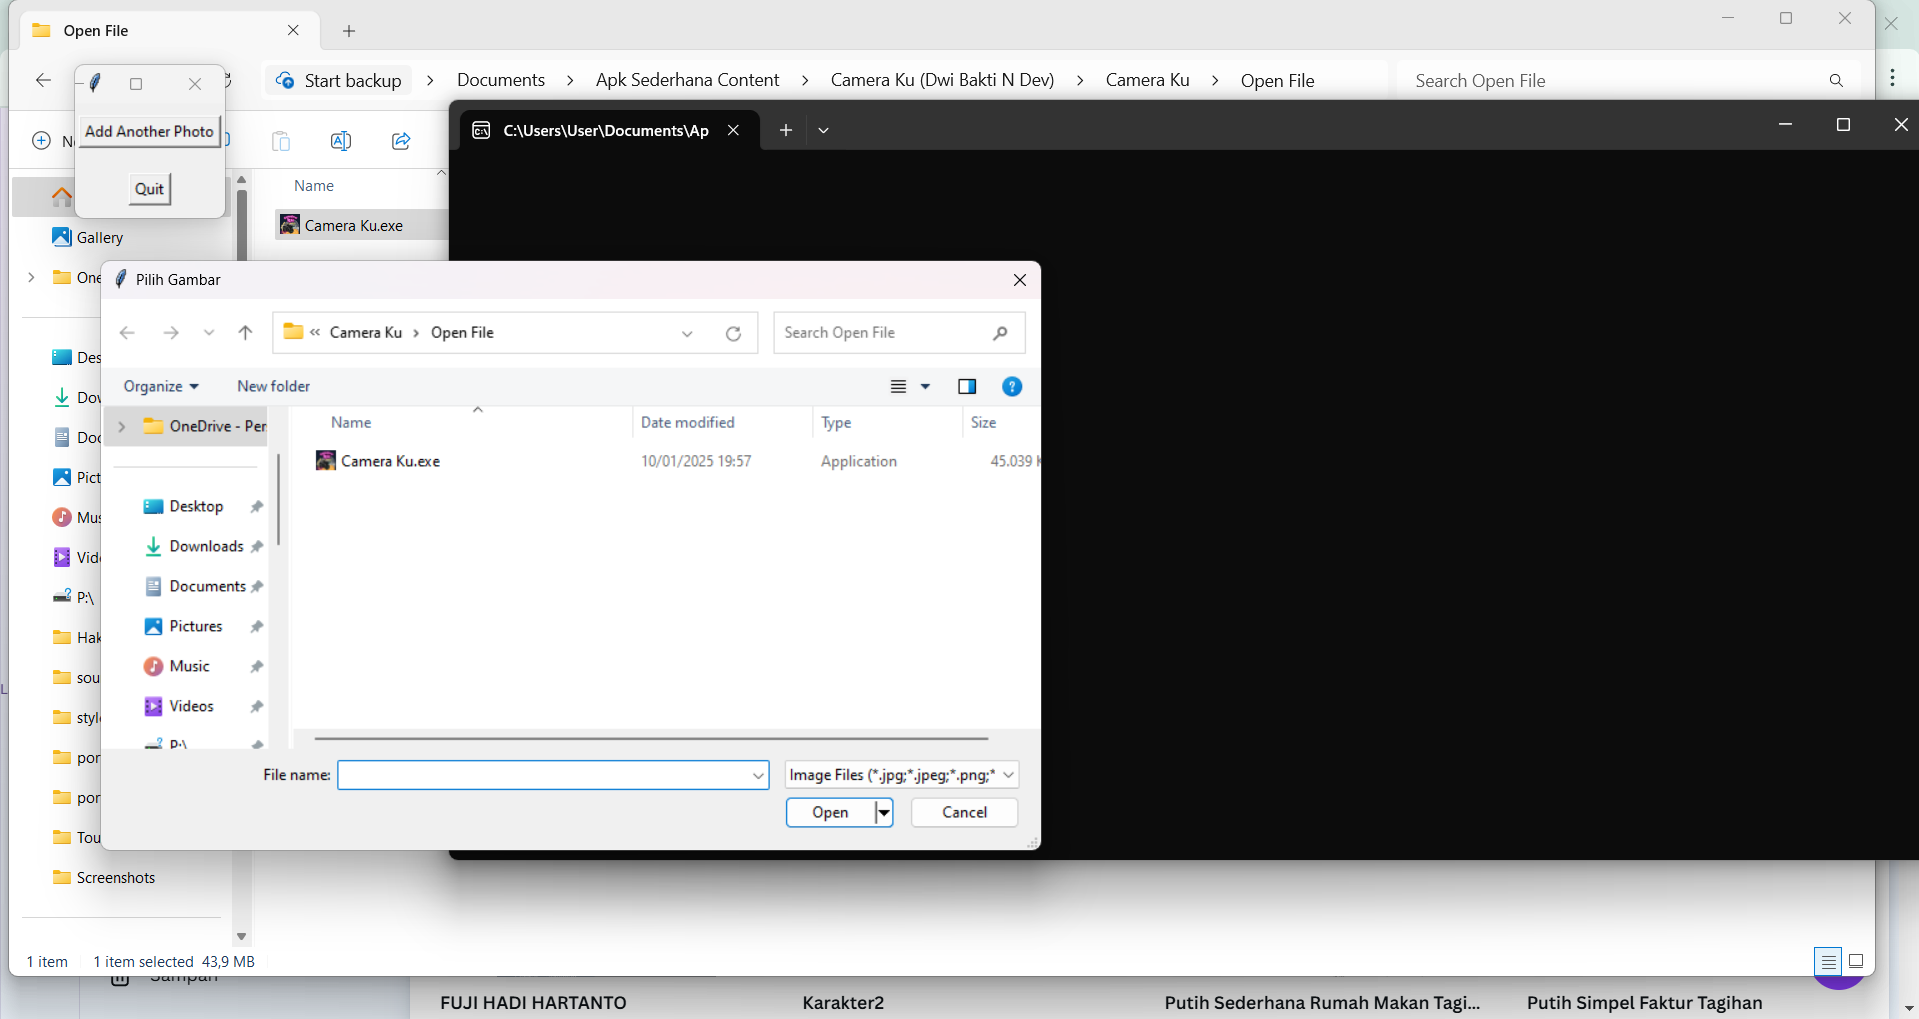 Open File
Start backup
Documents
Apk Sederhana Content
Camera Ku (Dwi Bakti N Dev)
Camera Ku
Open File
Search Open File
Add Another Photo
Quit
C:\Users\User\Documents\Ap
Name
Camera Ku.exe
Gallery
One
Des
Dow
Doc
Pict
Mus
Vid
P:\
Hak
sou
style
por
por
Tou
Screenshots
Pilih Gambar
« Camera Ku
Open File
Search Open File
Organize
New folder
Name
Date modified
Type
Size
Camera Ku.exe
10/01/2025 19:57
Application
45.039 K
OneDrive - Per
Desktop
Downloads
Documents
Pictures
Music
Videos
P:\
File name:
Image Files (*.jpg;*.jpeg;*.png;*
Open
Cancel
1 item
1 item selected 43,9 MB
Sampah
FUJI HADI HARTANTO
Karakter2
Putih Sederhana Rumah Makan Tagi...
Putih Simpel Faktur Tagihan